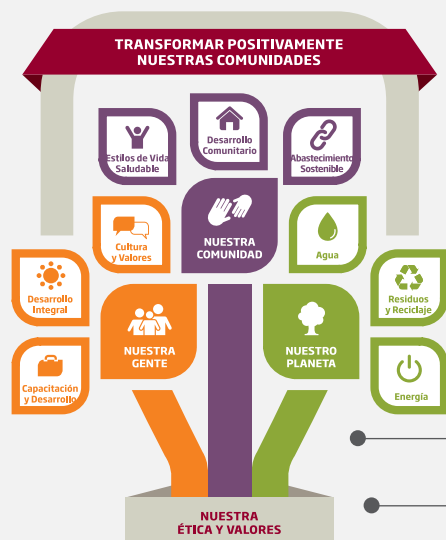 TRANSFORMAR POSITIVAMENTE
NUESTRAS COMUNIDADES
Desarrollo
Comunitario
Estilos de Vida
Saludable
Abastecimiento
Sostenible
NUESTRA
COMUNIDAD
Cultura
y Valores
Agua
Desarrollo
Integral
Residuos
y Reciclaje
NUESTRA
GENTE
NUESTRO
PLANETA
Capacitación
y Desarrollo
Energía
NUESTRA
ÉTICA Y VALORES